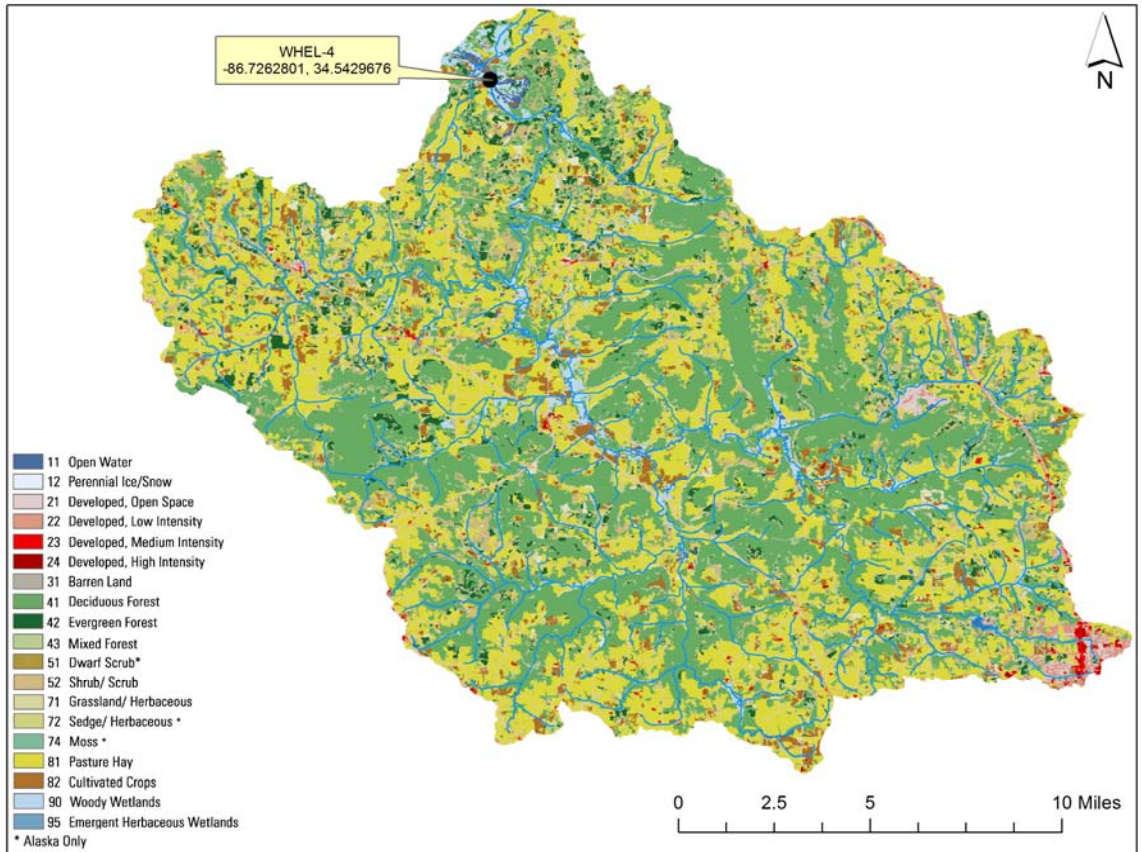 WHEL-4
-86.7262801, 34.5429676
N
11 Open Water
12 Perennial Ice/Snow
21 Developed, Open Space
22 Developed, Low Intensity
23 Developed, Medium Intensity
24 Developed, High Intensity
31 Barren Land
41 Deciduous Forest
42 Evergreen Forest
43 Mixed Forest
51 Dwarf Scrub*
52 Shrub/ Scrub
71 Grassland/ Herbaceous
72 Sedge/ Herbaceous *
74 Moss *
81 Pasture Hay
82 Cultivated Crops
90 Woody Wetlands
95 Emergent Herbaceous Wetlands
* Alaska Only
0 2.5 5 10 Miles